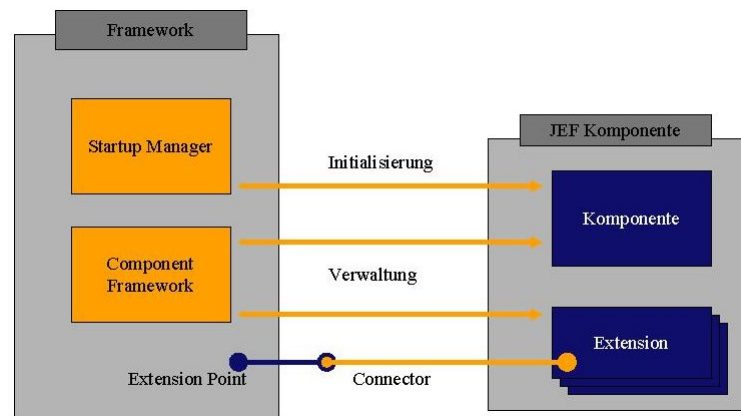 Framework
JEF Komponente
Startup Manager
Initialisierung
Komponente
Component
Framework
Verwaltung
Extension
Extension Point
Connector